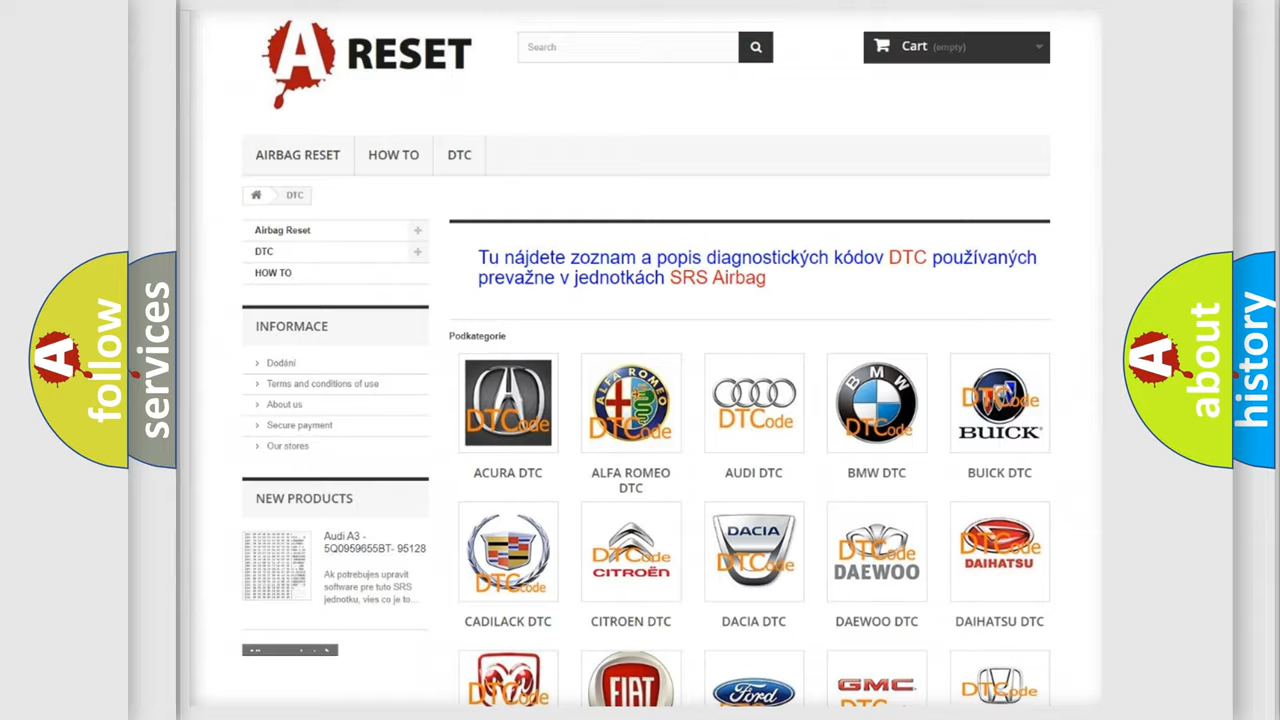 A RESET
Search
Cart (empty)
AIRBAG RESET
HOW TO
DTC
DTC
Airbag Reset
DTC
HOW TO
INFORMACE
Dodání
Terms and conditions of use
About us
Secure payment
Our stores
NEW PRODUCTS
Audi A3 -
5Q0959655BT- 95128
Ak potrebujes upravit
software pre tuto SRS
jednotku, vies co je to...
Tu nájdete zoznam a popis diagnostických kódov DTC používaných
prevažne v jednotkách SRS Airbag
Podkategorie
DTCode
ALFA ROMEO
DTCode
DTCode
BMW
DTCode
DTCode
BUICK
ACURA DTC
ALFA ROMEO
DTC
AUDI DTC
BMW DTC
BUICK DTC
DTCode
DTCode
CITROËN
DACIA
DTCode
DTCode
DAEWOO
DTCode
DAIHATSU
CADILACK DTC
CITROEN DTC
DACIA DTC
DAEWOO DTC
DAIHATSU DTC
DTCode
FIAT
Ford
GMC
DTCode
A follow
services
A about
history